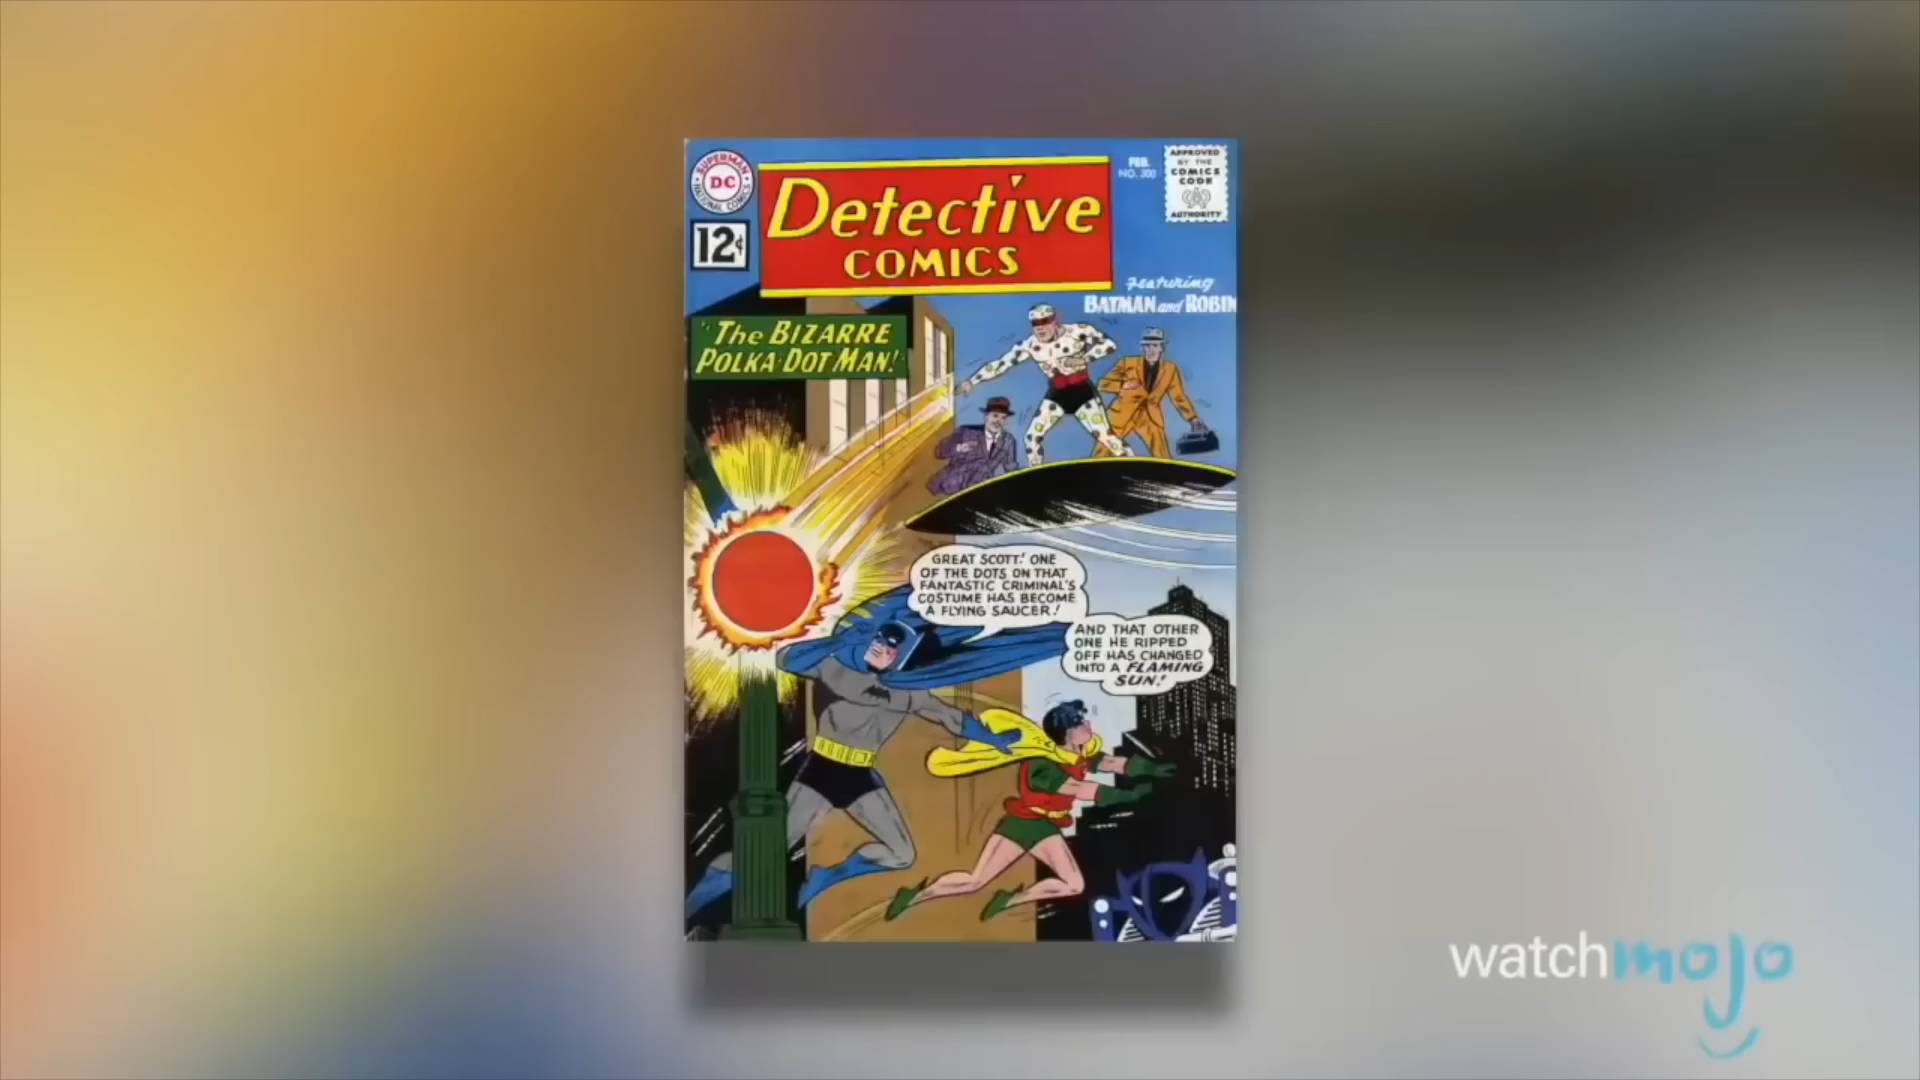 SUPERMAN
DC
NATIONAL COMICS
12¢
Detective
COMICS
FEB.
NO. 300
APPROVED
BY THE
COMICS
CODE
AUTHORITY
Featuring
BATMAN and ROBIN
"The BIZARRE
POLKA-DOT MAN!"
GREAT SCOTT! ONE
OF THE DOTS ON THAT
FANTASTIC CRIMINAL'S
COSTUME HAS BECOME
A FLYING SAUCER!
AND THAT OTHER
ONE HE RIPPED
OFF HAS CHANGED
INTO A FLAMING
SUN!
watchmojo